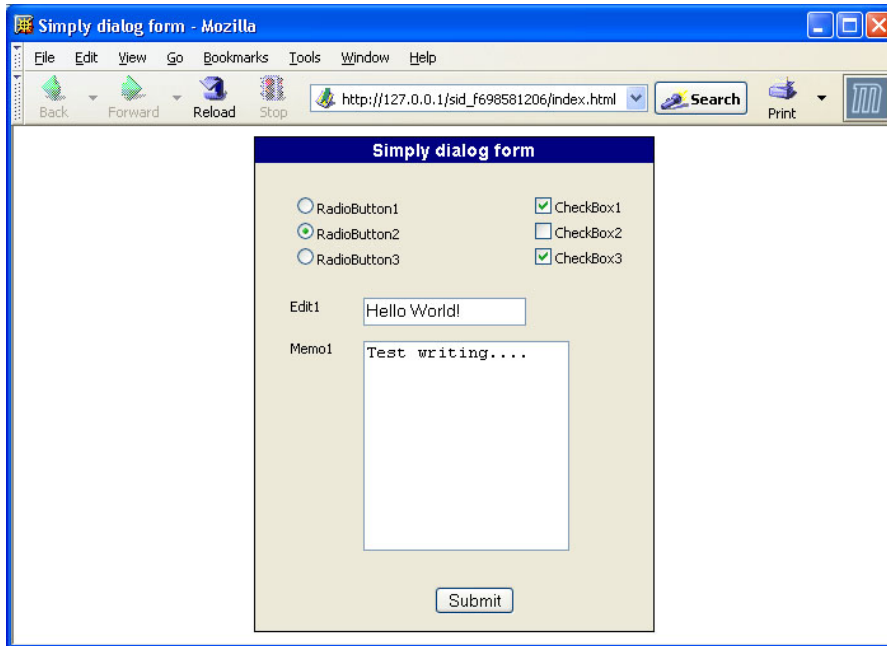 Simply dialog form - Mozilla
File Edit View Go Bookmarks Tools Window Help
Back Forward Reload Stop http://127.0.0.1/sid_f698581206/index.html Search Print
Simply dialog form
RadioButton1 CheckBox1
RadioButton2 CheckBox2
RadioButton3 CheckBox3
Edit1 Hello World!
Memo1 Test writing....
Submit